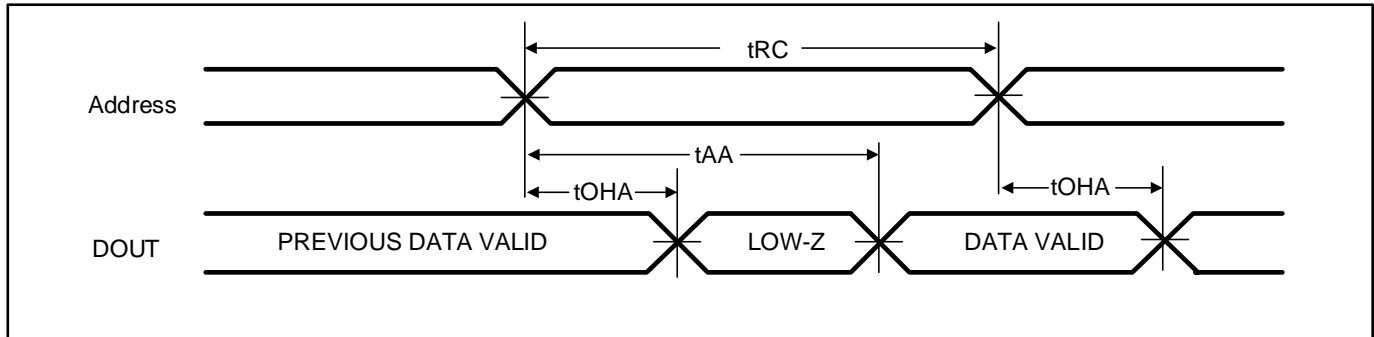 tRC
Address
tAA
tOHA
tOHA
DOUT
PREVIOUS DATA VALID
LOW-Z
DATA VALID